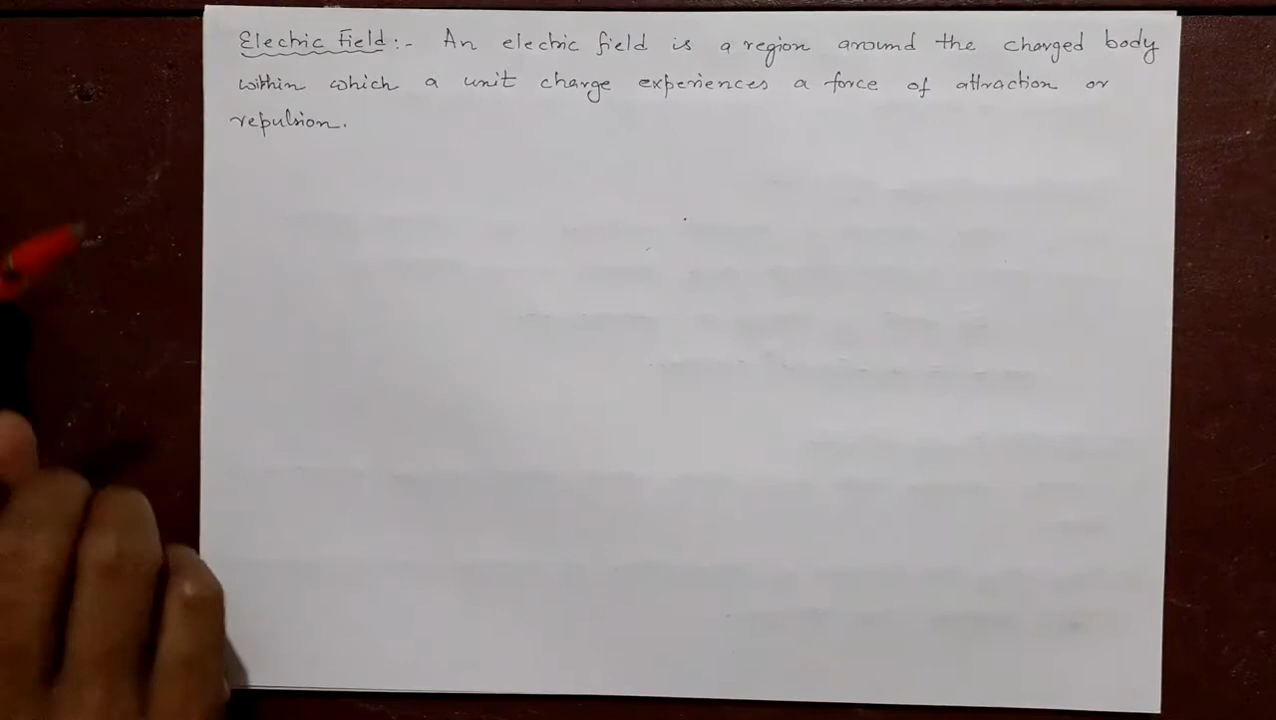 Electric Field:- An electric field is a region around the charged body
within which a unit charge experiences a force of attraction or
repulsion.